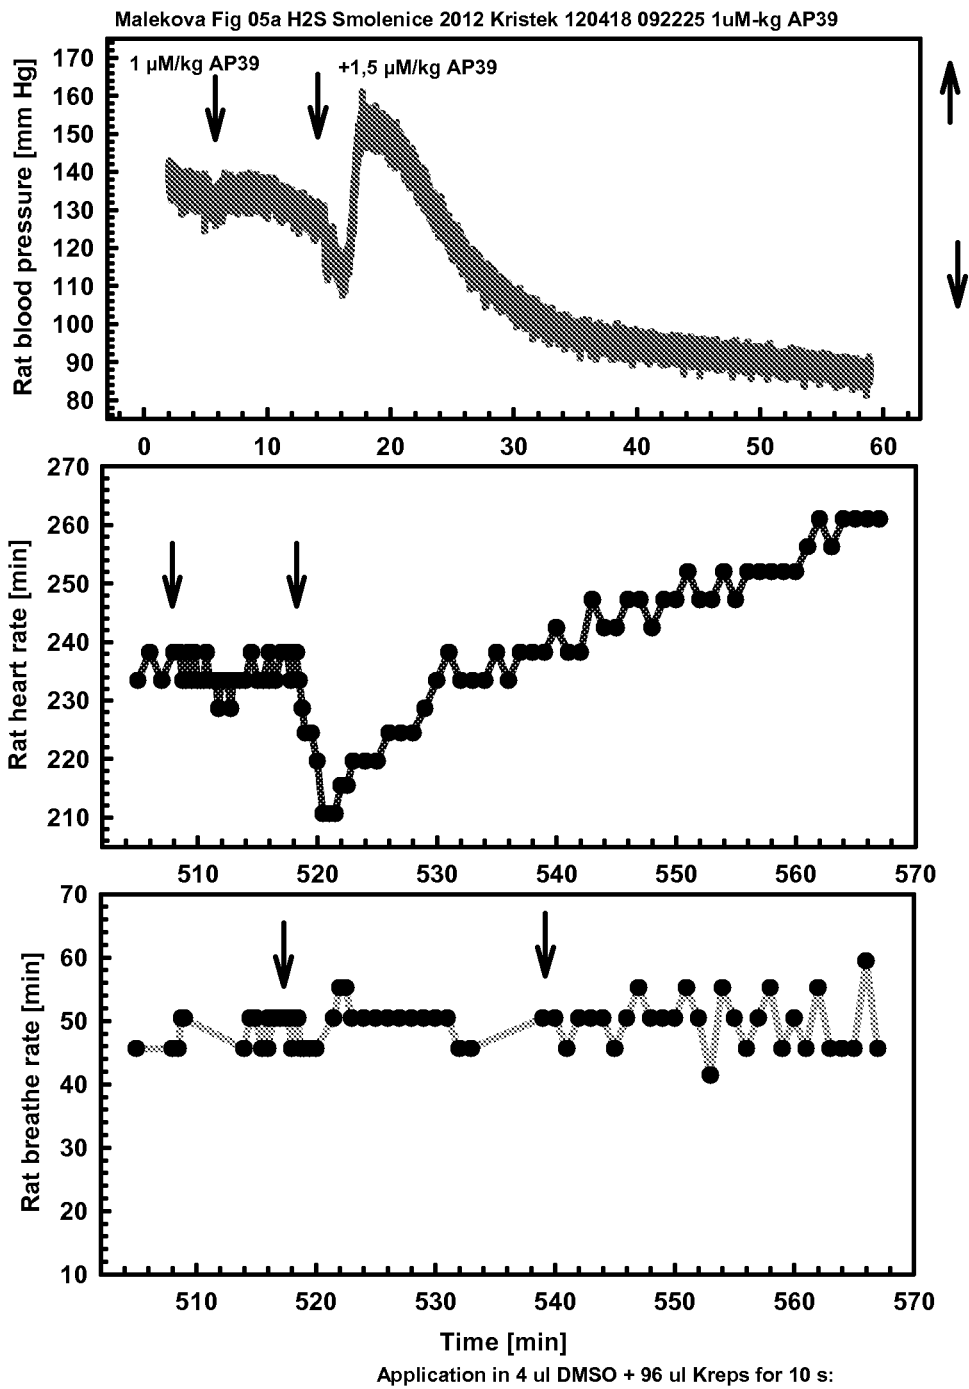 Malekova Fig 05a H2S Smolenice 2012 Kristek 120418 092225 1uM-kg AP39
1 µM/kg AP39
+1,5 µM/kg AP39
Rat blood pressure [mm Hg]
170
160
150
140
130
120
110
100
90
80
0 10 20 30 40 50 60
Rat heart rate [min]
270
260
250
240
230
220
210
510 520 530 540 550 560 570
Rat breathe rate [min]
70
60
50
40
30
20
10
510 520 530 540 550 560 570
Time [min]
Application in 4 ul DMSO + 96 ul Kreps for 10 s: